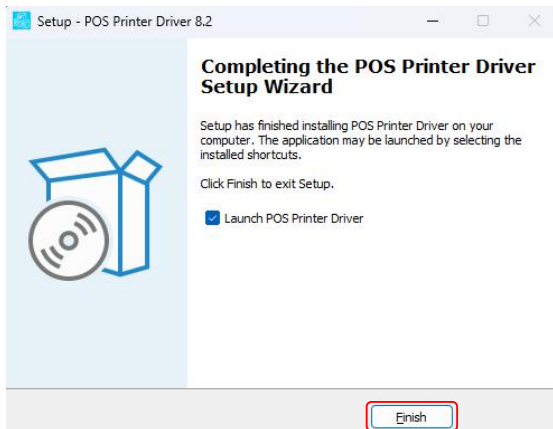 Setup - POS Printer Driver 8.2
Completing the POS Printer Driver
Setup Wizard
Setup has finished installing POS Printer Driver on your
computer. The application may be launched by selecting the
installed shortcuts.
Click Finish to exit Setup.
Launch POS Printer Driver
Finish